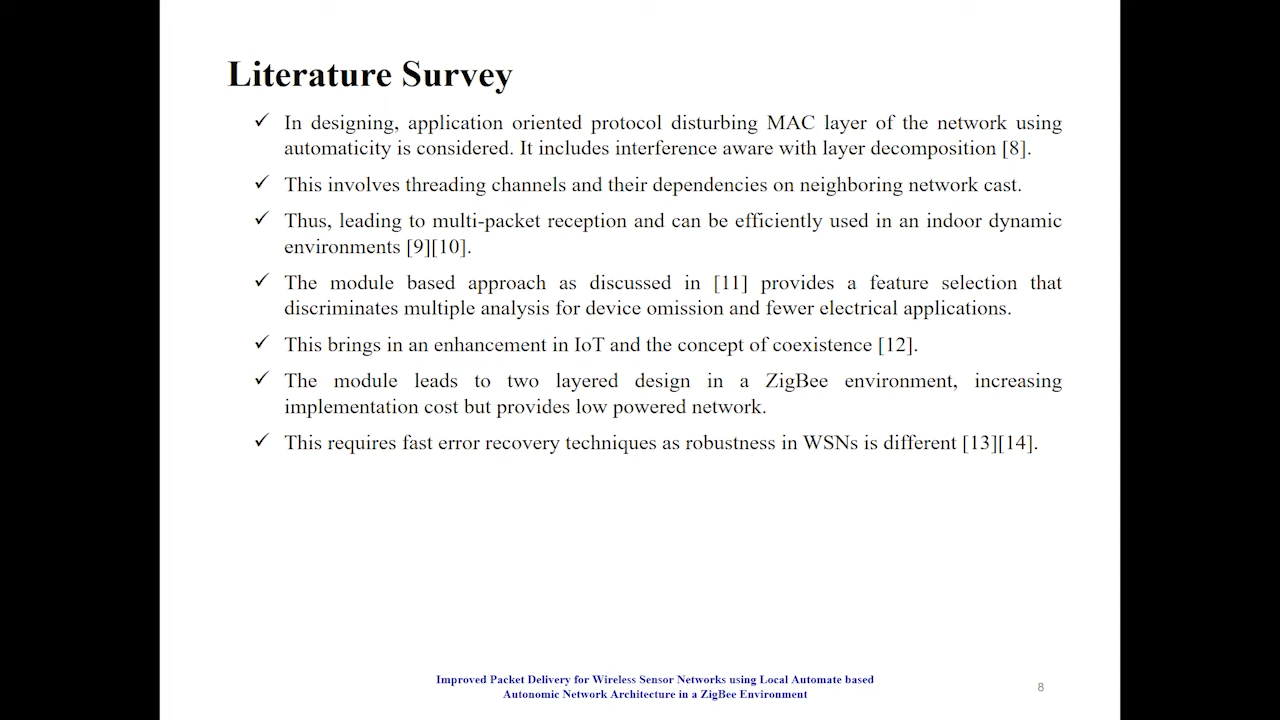 Literature Survey
✓ In designing, application oriented protocol disturbing MAC layer of the network using
automaticity is considered. It includes interference aware with layer decomposition [8].
✓ This involves threading channels and their dependencies on neighboring network cast.
✓ Thus, leading to multi-packet reception and can be efficiently used in an indoor dynamic
environments [9][10].
✓ The module based approach as discussed in [11] provides a feature selection that
discriminates multiple analysis for device omission and fewer electrical applications.
✓ This brings in an enhancement in IoT and the concept of coexistence [12].
✓ The module leads to two layered design in a ZigBee environment, increasing
implementation cost but provides low powered network.
✓ This requires fast error recovery techniques as robustness in WSNs is different [13][14].
Improved Packet Delivery for Wireless Sensor Networks using Local Automate based
Autonomic Network Architecture in a ZigBee Environment
8